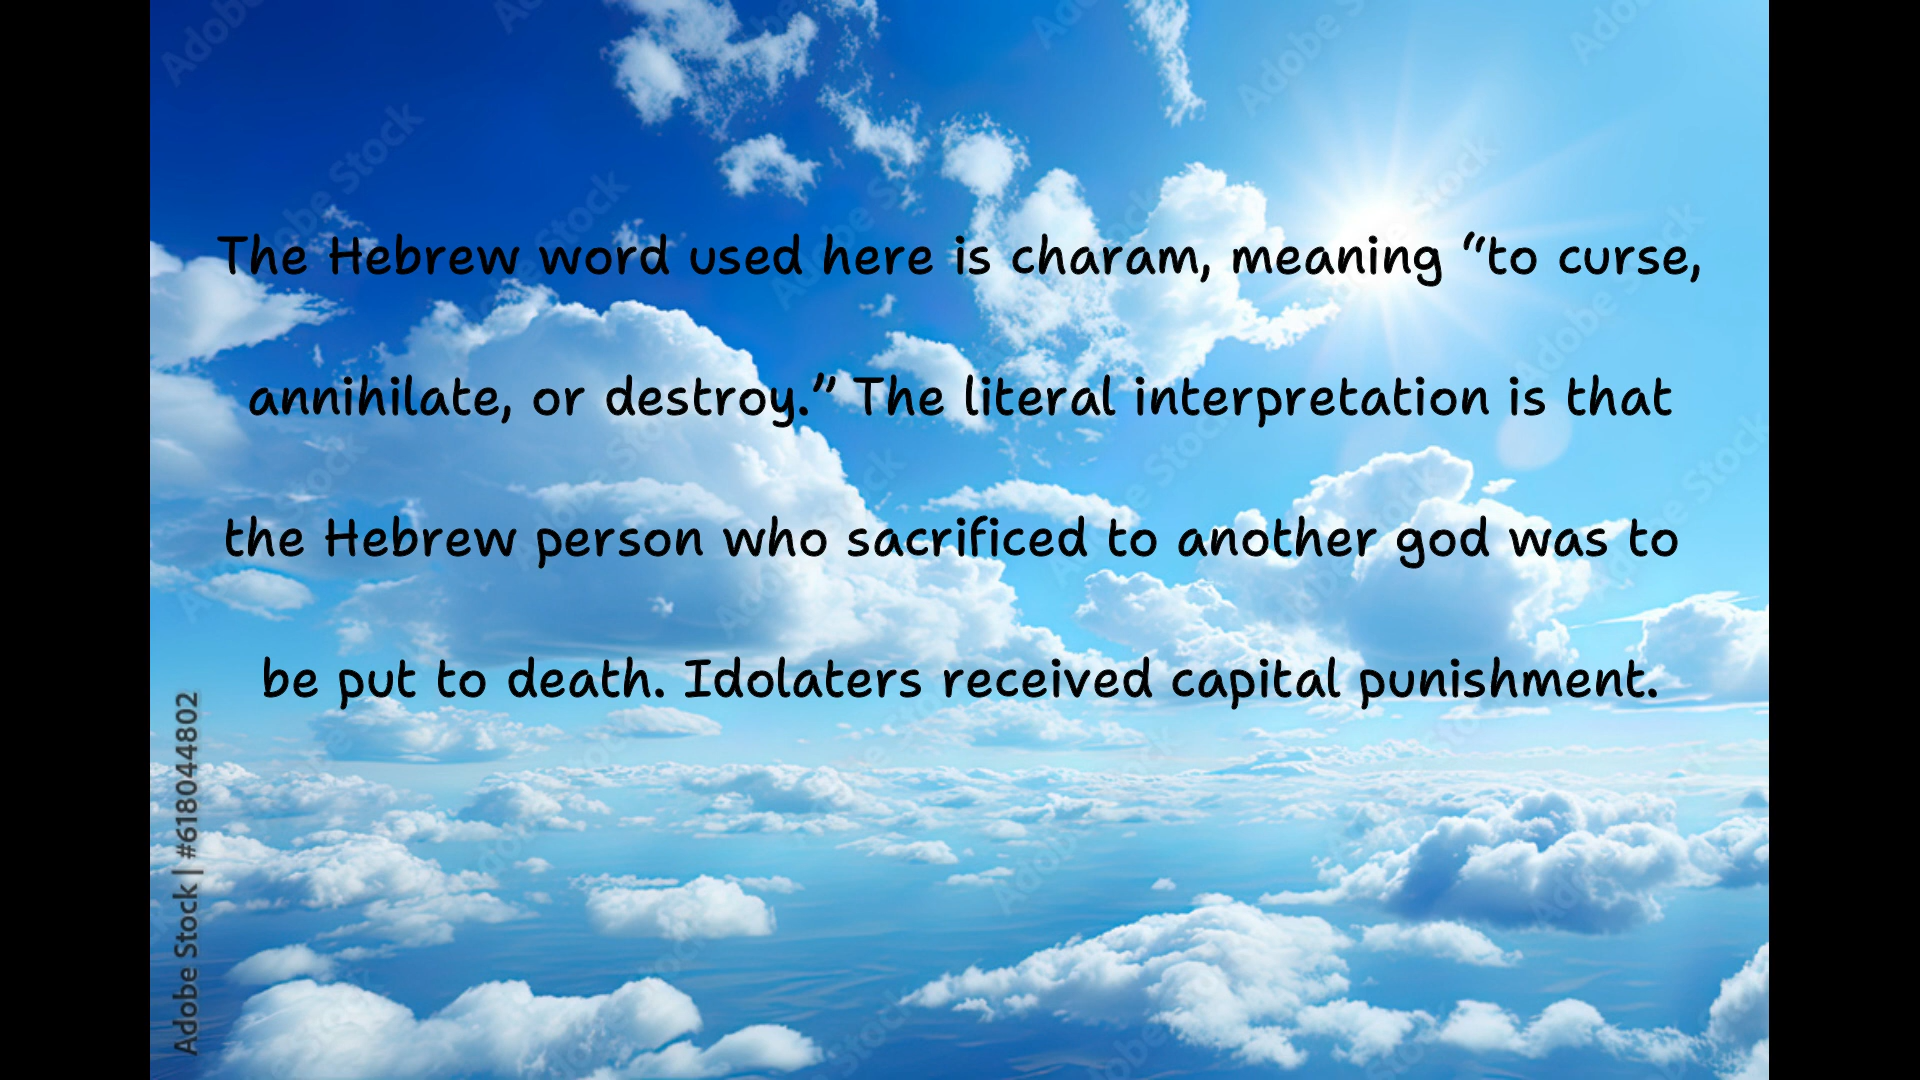 The Hebrew word used here is charam, meaning “to curse,
annihilate, or destroy.” The literal interpretation is that
the Hebrew person who sacrificed to another god was to
be put to death. Idolaters received capital punishment.
Adobe Stock | #618044802